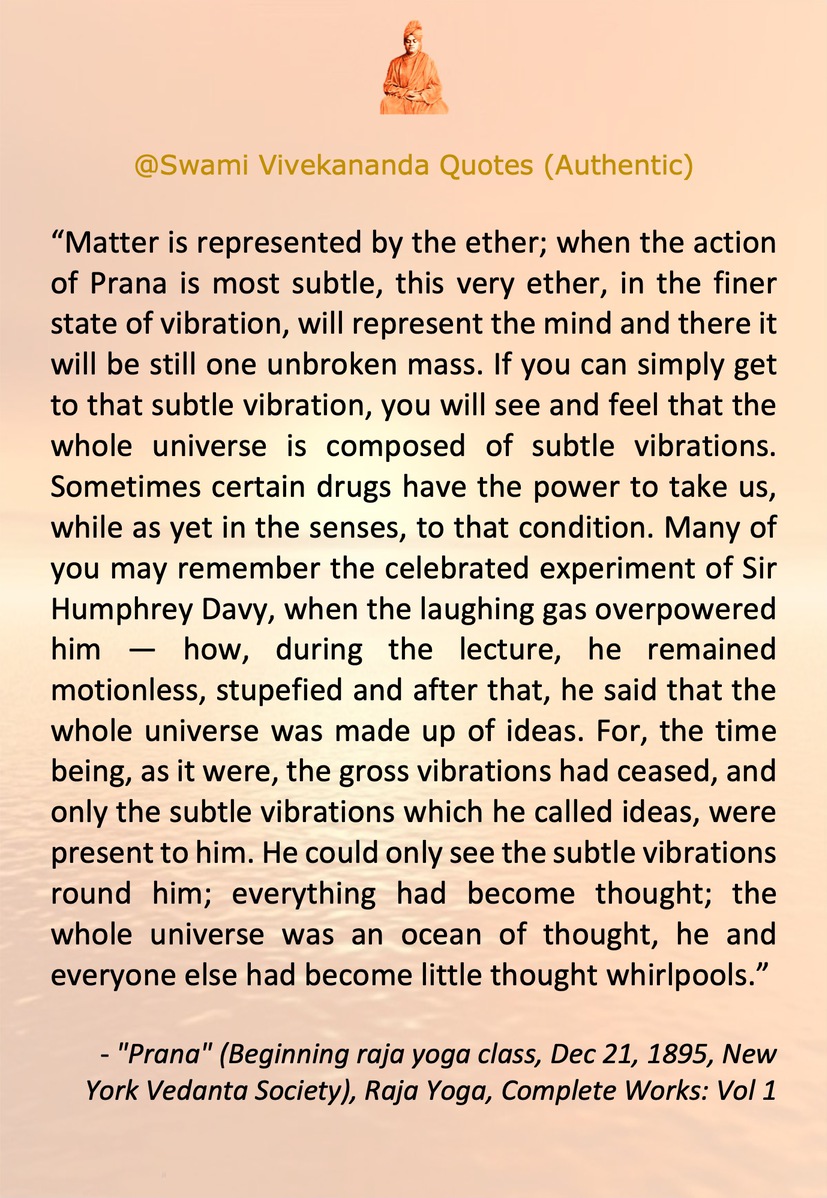 @Swami Vivekananda Quotes (Authentic)
“Matter is represented by the ether; when the action
of Prana is most subtle, this very ether, in the finer
state of vibration, will represent the mind and there it
will be still one unbroken mass. If you can simply get
to that subtle vibration, you will see and feel that the
whole universe is composed of subtle vibrations.
Sometimes certain drugs have the power to take us,
while as yet in the senses, to that condition. Many of
you may remember the celebrated experiment of Sir
Humphrey Davy, when the laughing gas overpowered
him — how, during the lecture, he remained
motionless, stupefied and after that, he said that the
whole universe was made up of ideas. For, the time
being, as it were, the gross vibrations had ceased, and
only the subtle vibrations which he called ideas, were
present to him. He could only see the subtle vibrations
round him; everything had become thought; the
whole universe was an ocean of thought, he and
everyone else had become little thought whirlpools.”
- "Prana" (Beginning raja yoga class, Dec 21, 1895, New
York Vedanta Society), Raja Yoga, Complete Works: Vol 1